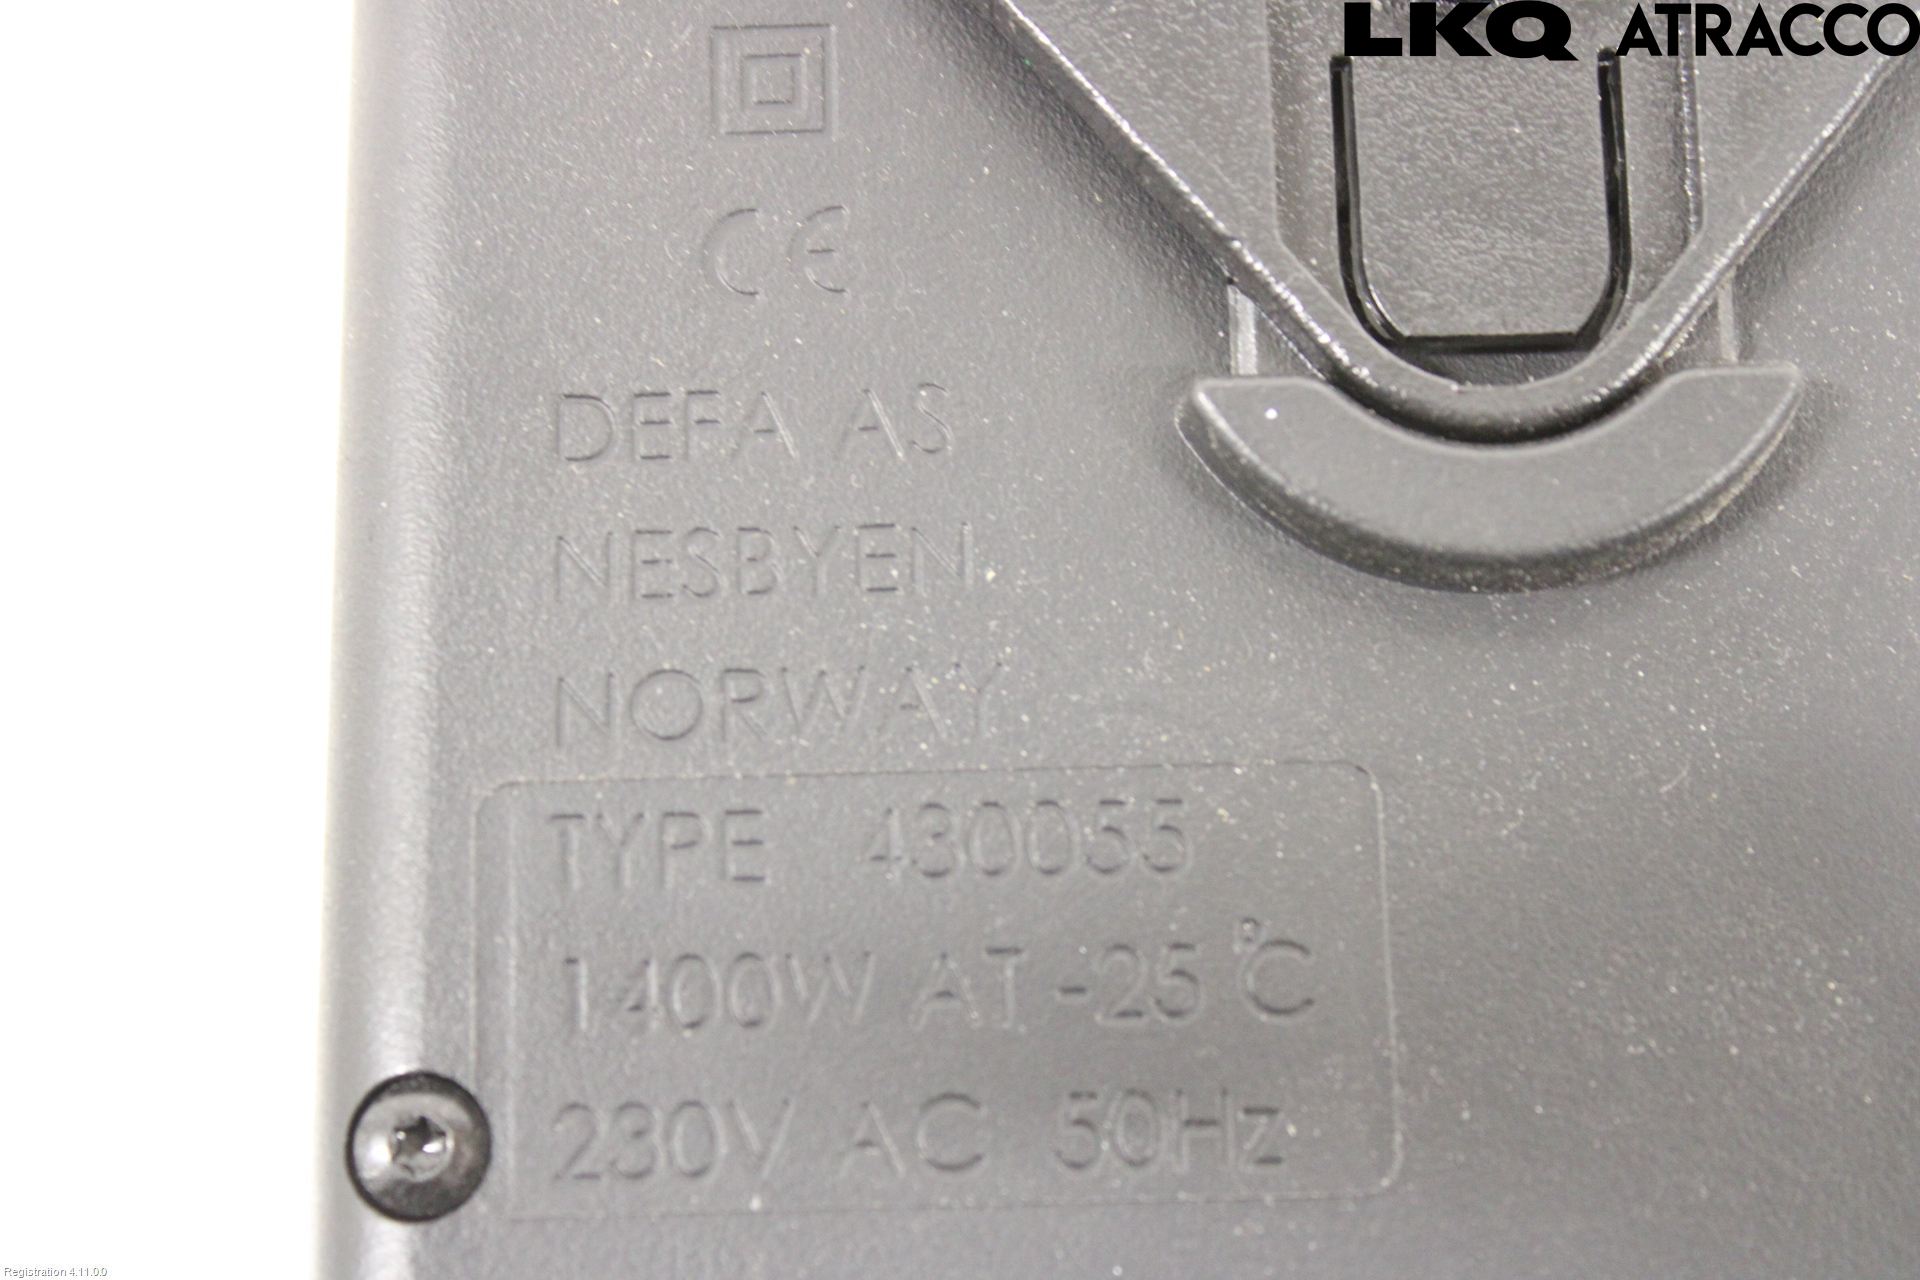 LKQ ATRACCO
CE
DEFA AS
NESBYEN
NORWAY
TYPE 430055
1400W AT -25 °C
230V AC 50Hz
Registration 4.11.0.0